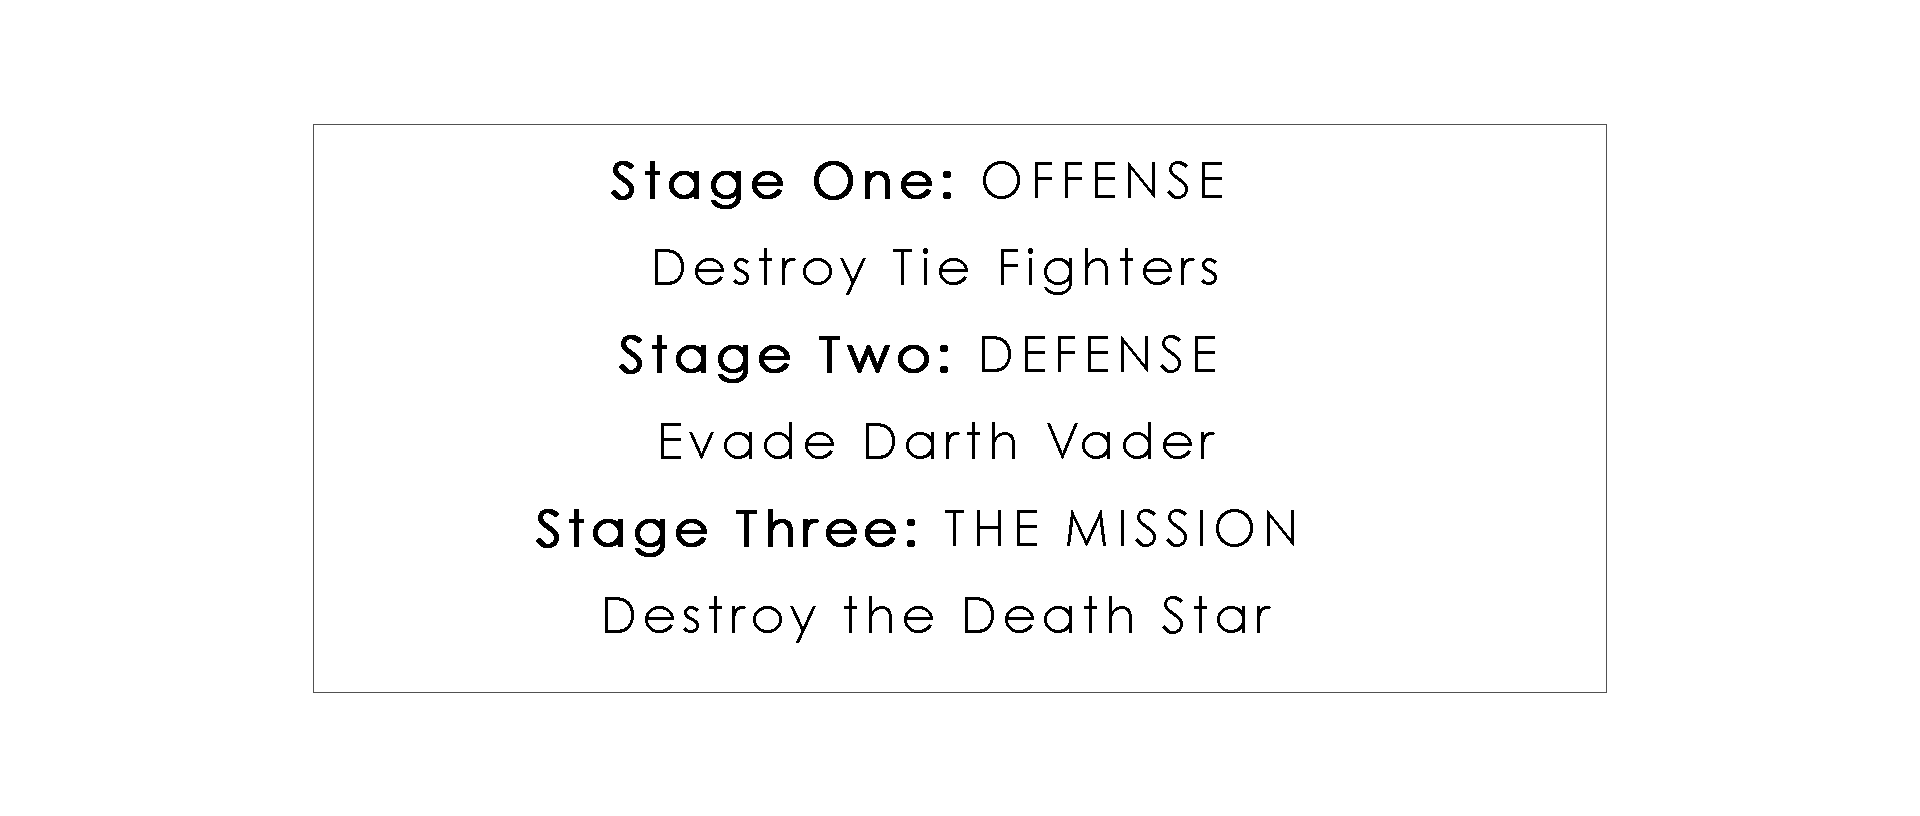 Stage One: OFFENSE
Destroy Tie Fighters
Stage Two: DEFENSE
Evade Darth Vader
Stage Three: THE MISSION
Destroy the Death Star